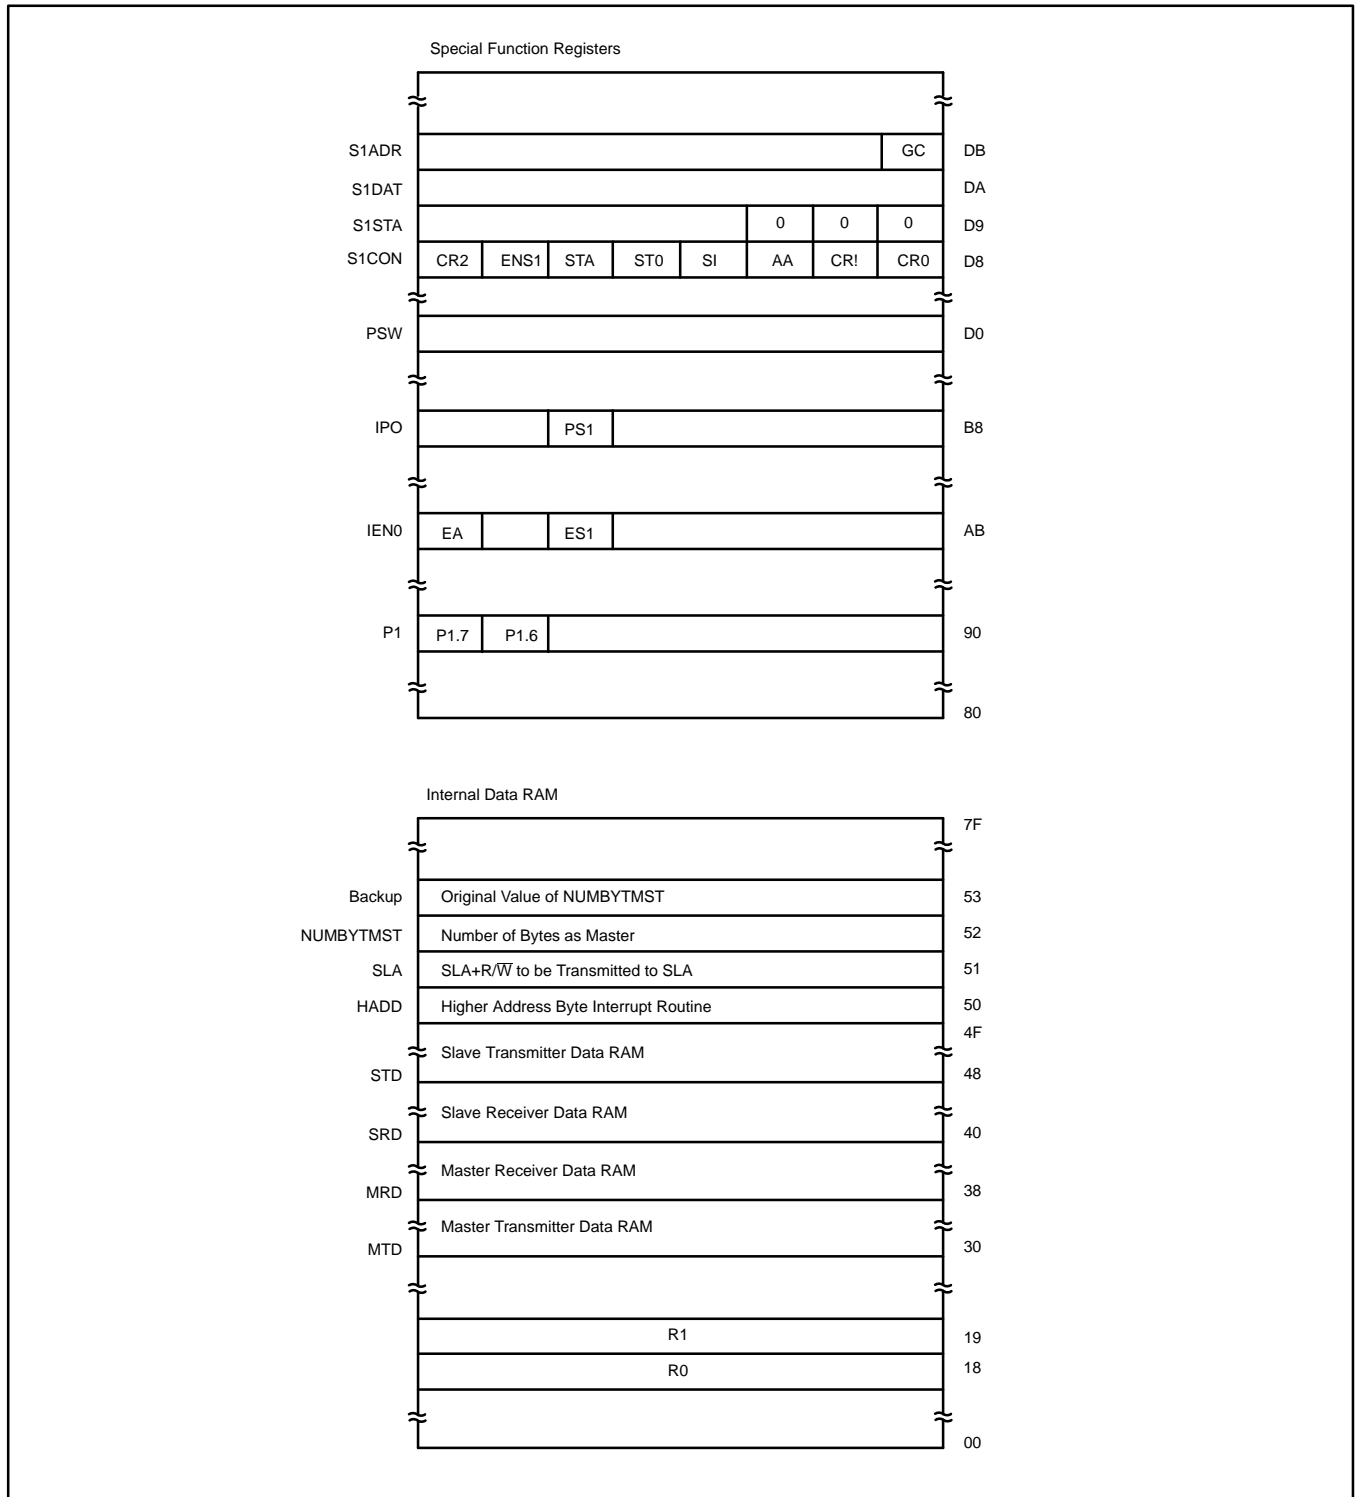 Special Function Registers
S1ADR GC DB
S1DAT DA
S1STA 0 0 0 D9
S1CON CR2 ENS1 STA ST0 SI AA CR! CR0 D8
PSW D0
IPO PS1 B8
IEN0 EA ES1 AB
P1 P1.7 P1.6 90
80
Internal Data RAM
7F
Backup Original Value of NUMBYTMST 53
NUMBYTMST Number of Bytes as Master 52
SLA SLA+R/W̅ to be Transmitted to SLA 51
HADD Higher Address Byte Interrupt Routine 50
4F
Slave Transmitter Data RAM
STD 48
Slave Receiver Data RAM
SRD 40
Master Receiver Data RAM
MRD 38
Master Transmitter Data RAM
MTD 30
R1 19
R0 18
00